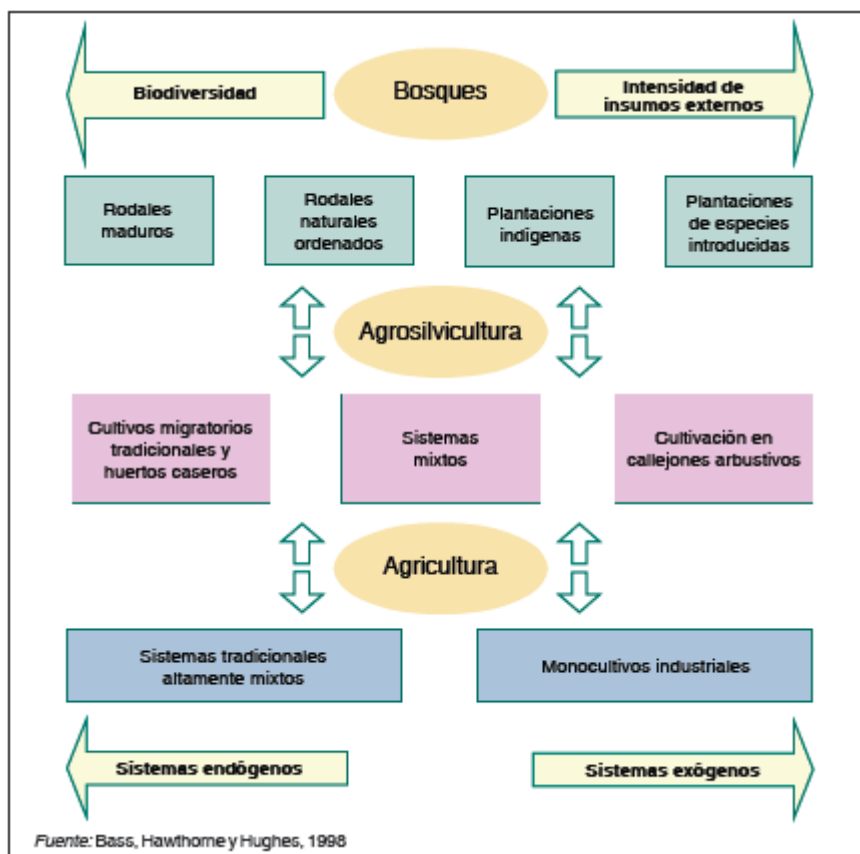 Biodiversidad
Bosques
Intensidad de
insumos externos
Rodales
maduros
Rodales
naturales
ordenados
Plantaciones
indígenas
Plantaciones
de especies
introducidas
Agrosilvicultura
Cultivos migratorios
tradicionales y
huertos caseros
Sistemas
mixtos
Cultivación en
callejones arbustivos
Agricultura
Sistemas tradicionales
altamente mixtos
Monocultivos industriales
Sistemas endógenos
Sistemas exógenos
Fuente: Bass, Hawthorne y Hughes, 1998